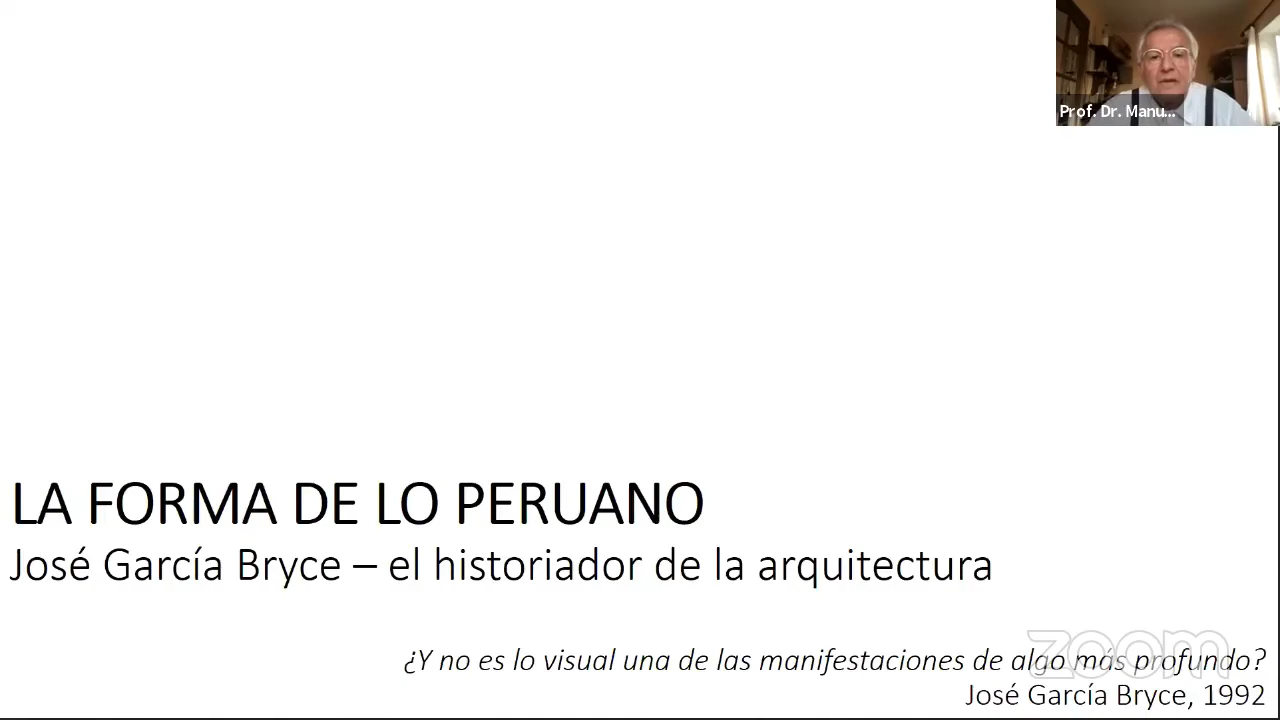 Prof. Dr. Manu...
LA FORMA DE LO PERUANO
José García Bryce – el historiador de la arquitectura
¿Y no es lo visual una de las manifestaciones de algo más profundo?
José García Bryce, 1992
zoom